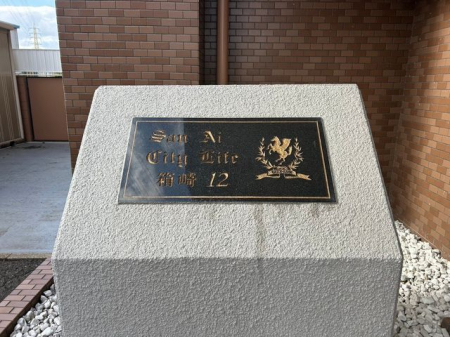 Sun Ai
City Life
箱崎 12